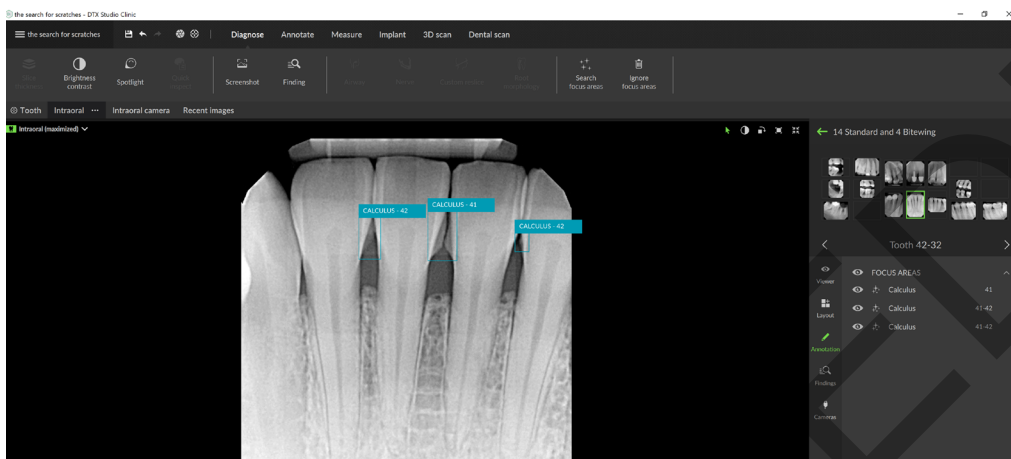 the search for scratches - DTX Studio Clinic
the search for scratches
Diagnose Annotate Measure Implant 3D scan Dental scan
Brightness contrast
Spotlight
Screenshot
Finding
Search focus areas
Ignore focus areas
Tooth Intraoral ••• Intraoral camera Recent images
Intraoral (maximized)
CALCULUS - 42
CALCULUS - 41
CALCULUS - 42
14 Standard and 4 Bitewing
Tooth 42-32
Viewer
Layout
Annotation
Findings
Cameras
FOCUS AREAS
Calculus 41
Calculus 41-42
Calculus 41-42